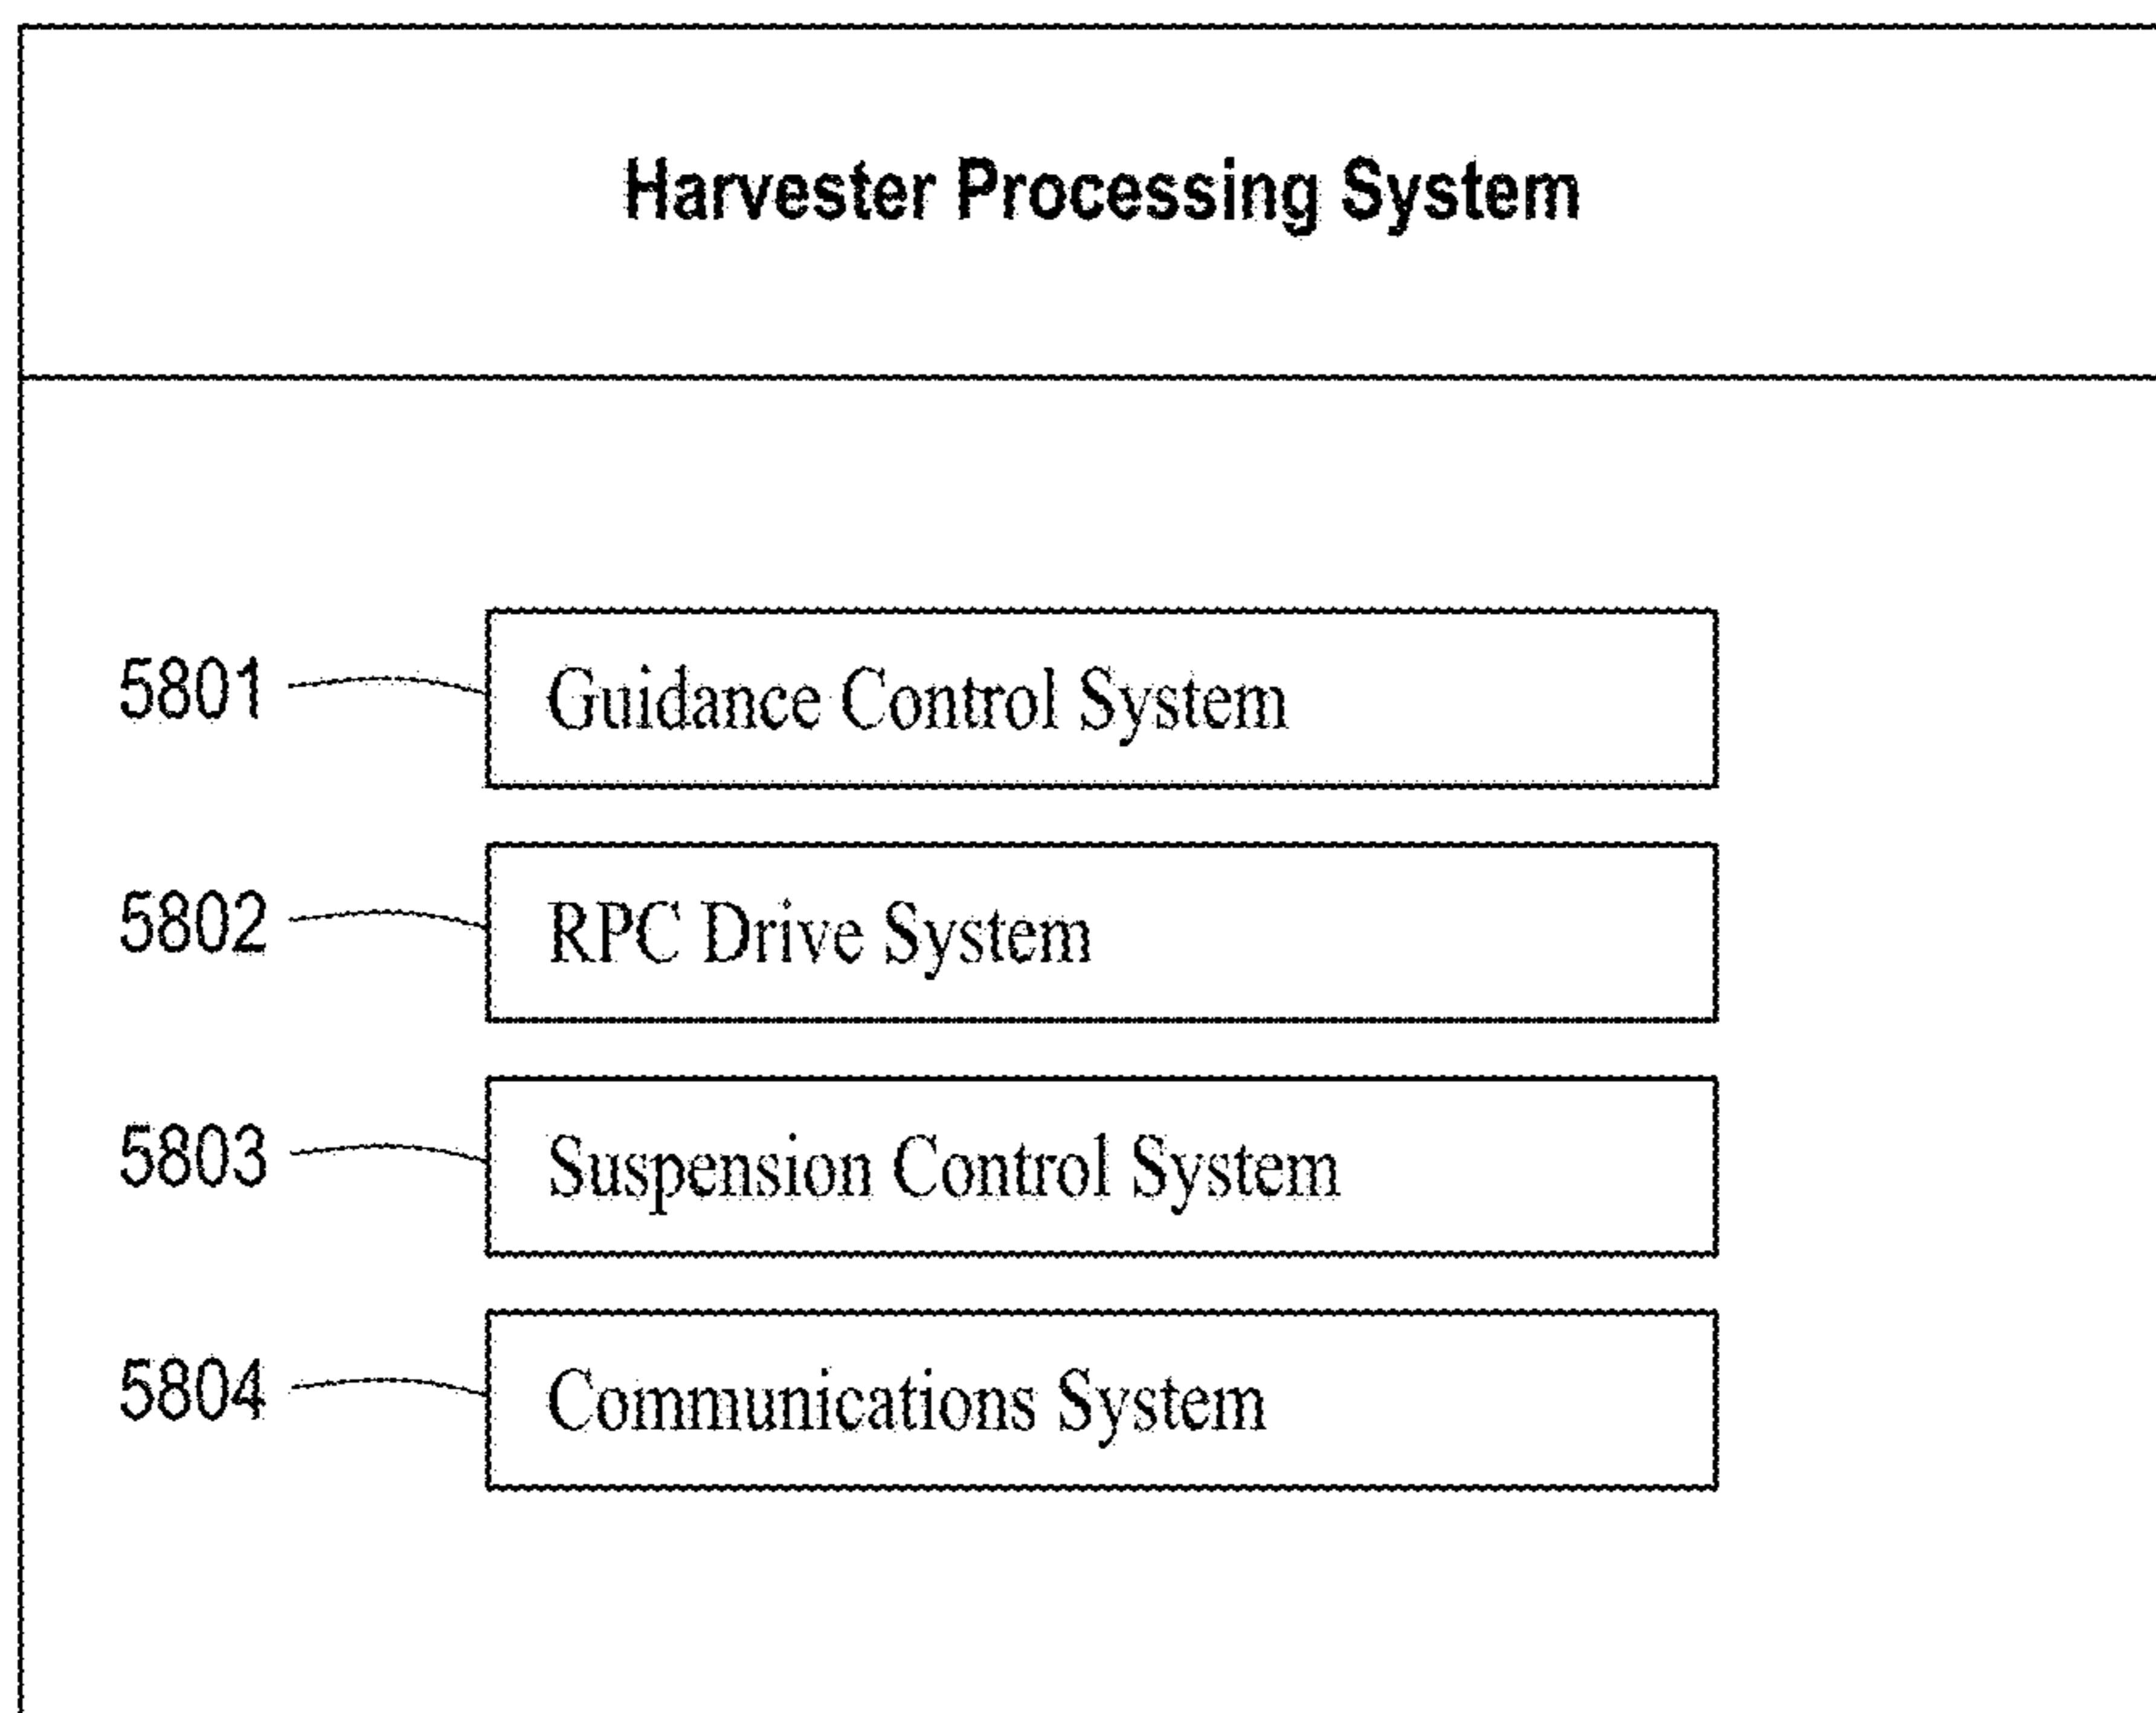 Harvester Processing System
5801 Guidance Control System
5802 RPC Drive System
5803 Suspension Control System
5804 Communications System